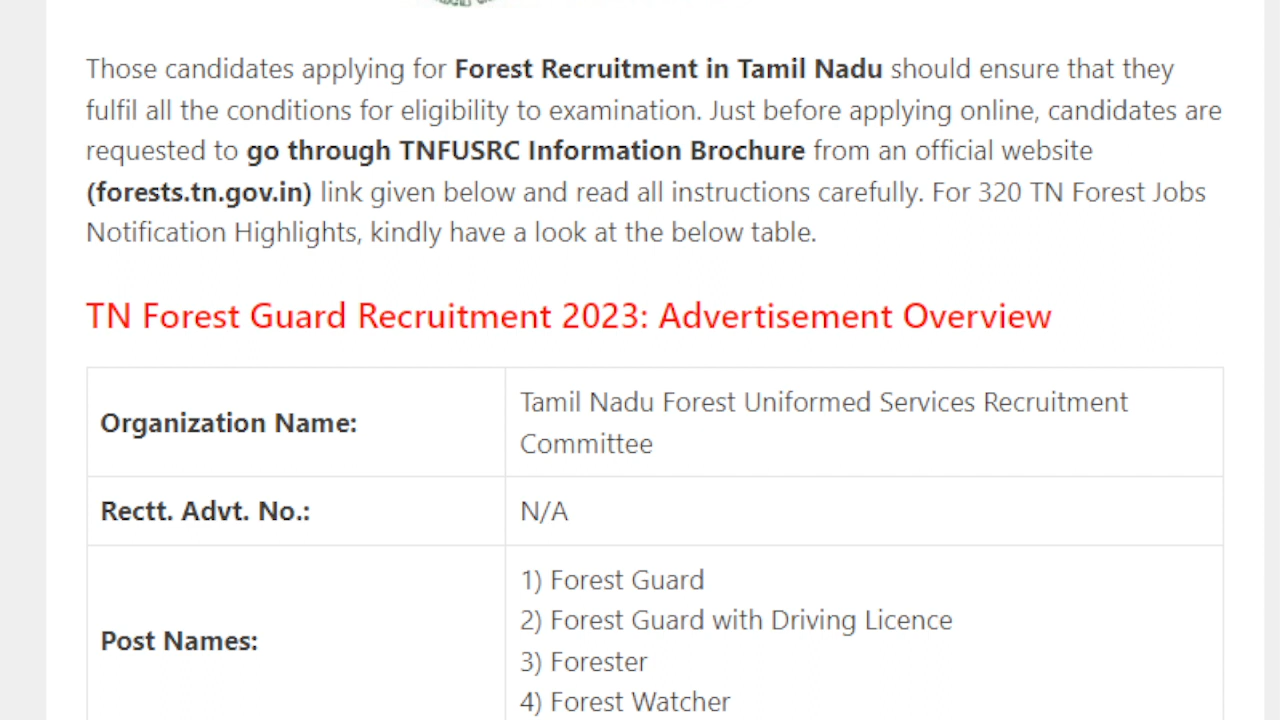 Those candidates applying for Forest Recruitment in Tamil Nadu should ensure that they
fulfil all the conditions for eligibility to examination. Just before applying online, candidates are
requested to go through TNFUSRC Information Brochure from an official website
(forests.tn.gov.in) link given below and read all instructions carefully. For 320 TN Forest Jobs
Notification Highlights, kindly have a look at the below table.
TN Forest Guard Recruitment 2023: Advertisement Overview
Organization Name:
Tamil Nadu Forest Uniformed Services Recruitment
Committee
Rectt. Advt. No.:
N/A
Post Names:
1) Forest Guard
2) Forest Guard with Driving Licence
3) Forester
4) Forest Watcher